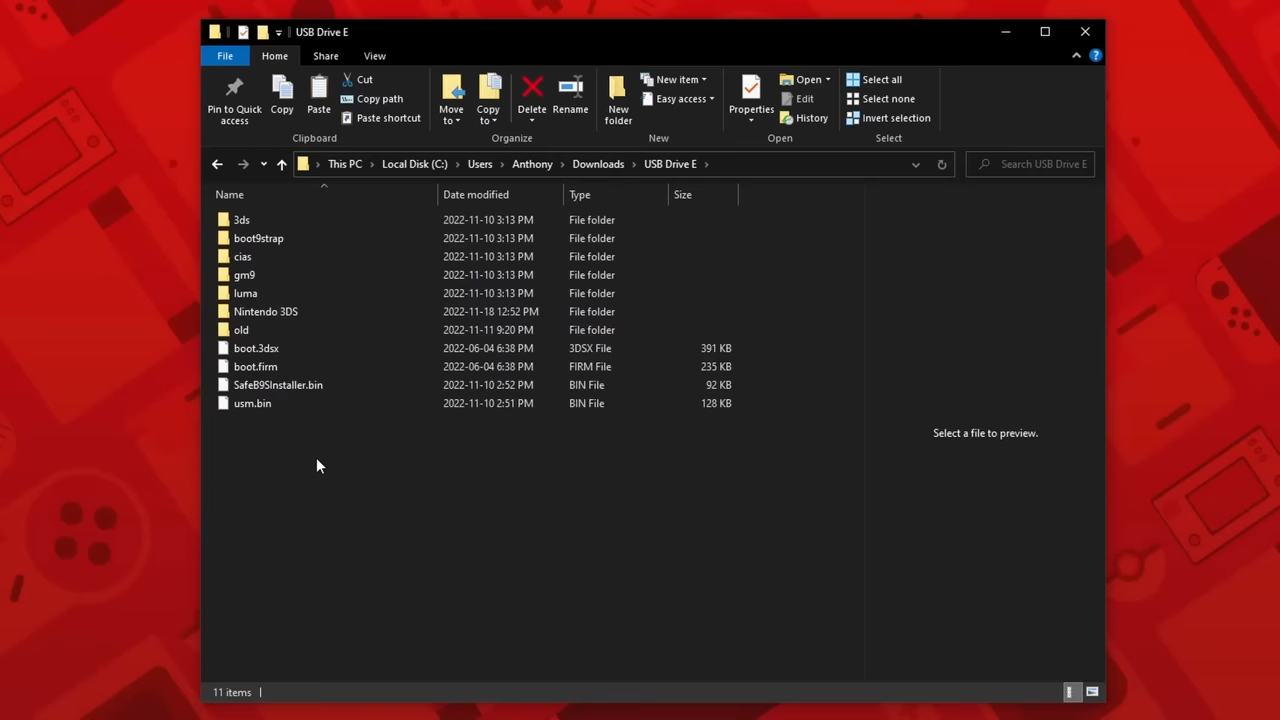 USB Drive E
File Home Share View
Pin to Quick access
Copy
Paste
Cut
Copy path
Paste shortcut
Clipboard
Move to
Copy to
Delete
Rename
Organize
New folder
New item
Easy access
New
Properties
Open
Edit
History
Open
Select all
Select none
Invert selection
Select
This PC > Local Disk (C:) > Users > Anthony > Downloads > USB Drive E >
Search USB Drive E
Name Date modified Type Size
3ds 2022-11-10 3:13 PM File folder
boot9strap 2022-11-10 3:13 PM File folder
cias 2022-11-10 3:13 PM File folder
gm9 2022-11-10 3:13 PM File folder
luma 2022-11-10 3:13 PM File folder
Nintendo 3DS 2022-11-18 12:52 PM File folder
old 2022-11-11 9:20 PM File folder
boot.3dsx 2022-06-04 6:38 PM 3DSX File 391 KB
boot.firm 2022-06-04 6:38 PM FIRM File 235 KB
SafeB9SInstaller.bin 2022-11-10 2:52 PM BIN File 92 KB
usm.bin 2022-11-10 2:51 PM BIN File 128 KB
Select a file to preview.
11 items